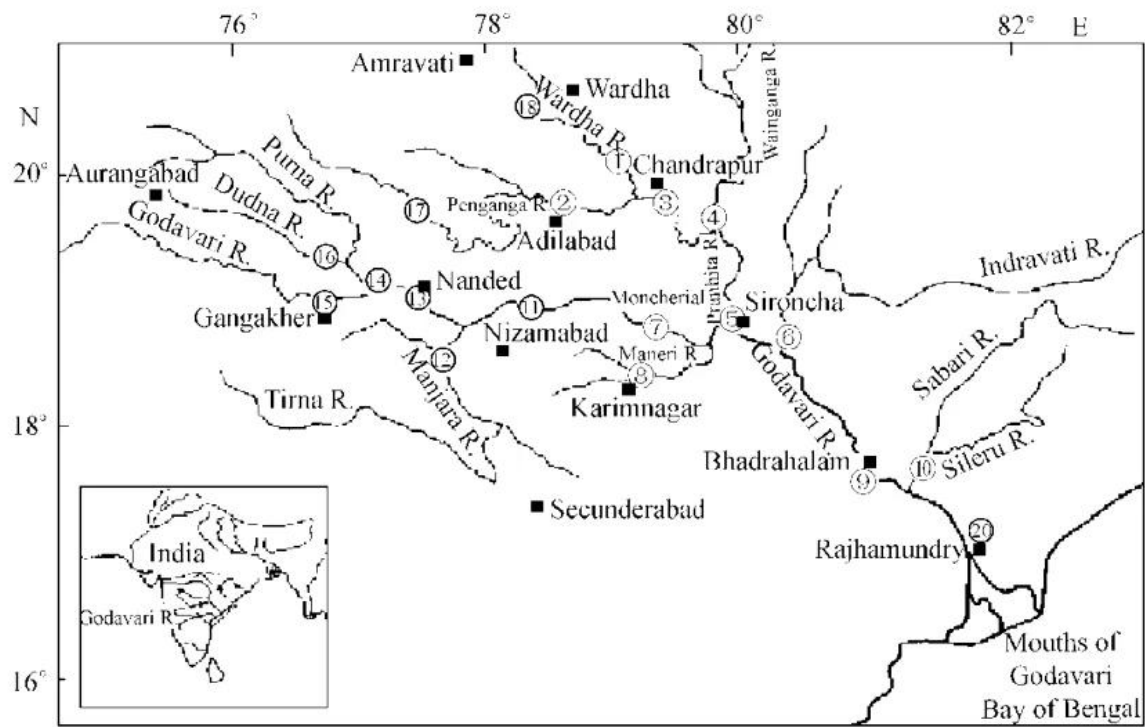 76° 78° 80° 82° E
N
Amravati
Wardha
⑱
Wardha R.
Wainganga R.
20°
Aurangabad
Purna R.
①
Chandrapur
Dudna R.
Penganga R.
②
③
④
⑰
Godavari R.
Adilabad
Pranhita R.
Indravati R.
⑯
⑭
Nanded
⑮
⑬
⑪
Moncherial
⑤
Sironcha
Gangakher
Nizamabad
⑦
⑥
⑫
Maneri R.
⑧
Godavari R.
Sabari R.
Tirna R.
Manjara R.
Karimnagar
18°
Bhadrahalam
⑨
⑩
Sileru R.
Secunderabad
⑳
India
Rajhamundry
Godavari R.
Mouths of
Godavari
Bay of Bengal
16°